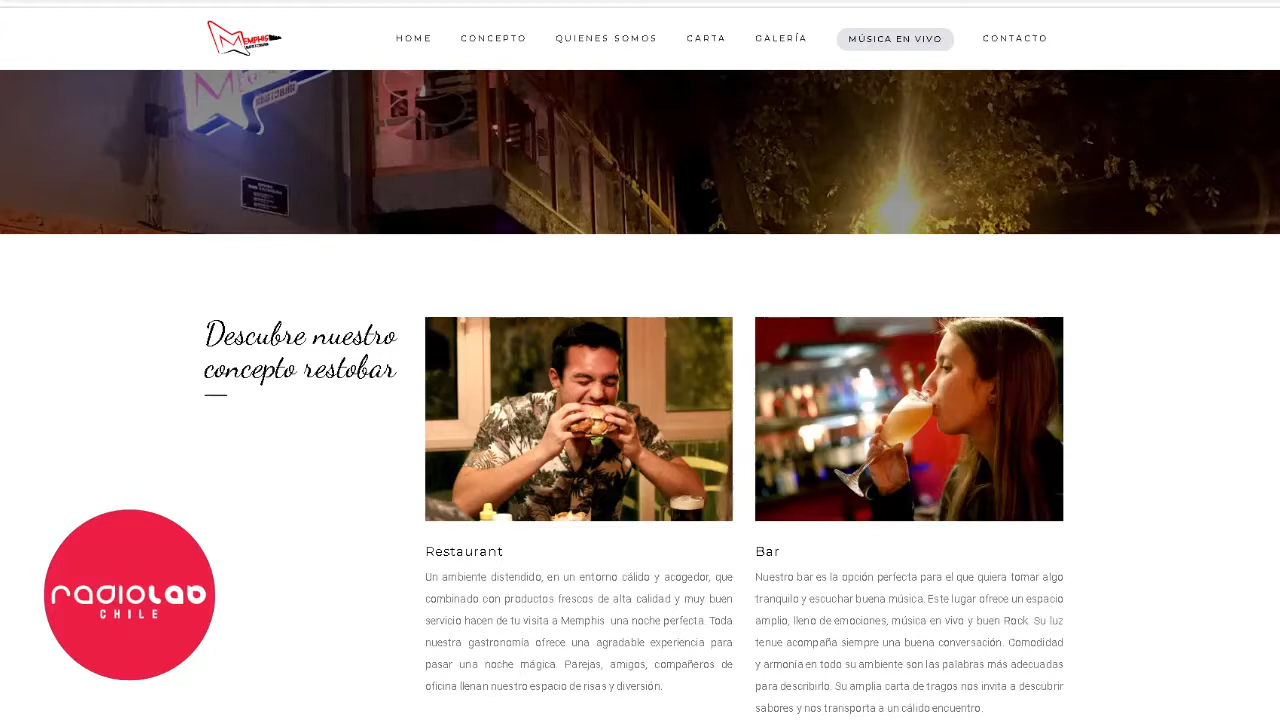 MEMPHIS
HOME
CONCEPTO
QUIENES SOMOS
CARTA
GALERÍA
MÚSICA EN VIVO
CONTACTO
Descubre nuestro
concepto restobar
Restaurant
Un ambiente distendido, en un entorno cálido y acogedor, que
combinado con productos frescos de alta calidad y muy buen
servicio hacen de tu visita a Memphis una noche perfecta. Toda
nuestra gastronomía ofrece una agradable experiencia para
pasar una noche mágica. Parejas, amigos, compañeros de
oficina llenan nuestro espacio de risas y diversión.
Bar
Nuestro bar es la opción perfecta para el que quiera tomar algo
tranquilo y escuchar buena música. Este lugar ofrece un espacio
amplio, lleno de emociones, música en vivo y buen Rock. Su luz
tenue acompaña siempre una buena conversación. Comodidad
y armonía en todo su ambiente son las palabras más adecuadas
para describirlo. Su amplia carta de tragos nos invita a descubrir
sabores y nos transporta a un cálido encuentro.
radiolab
CHILE